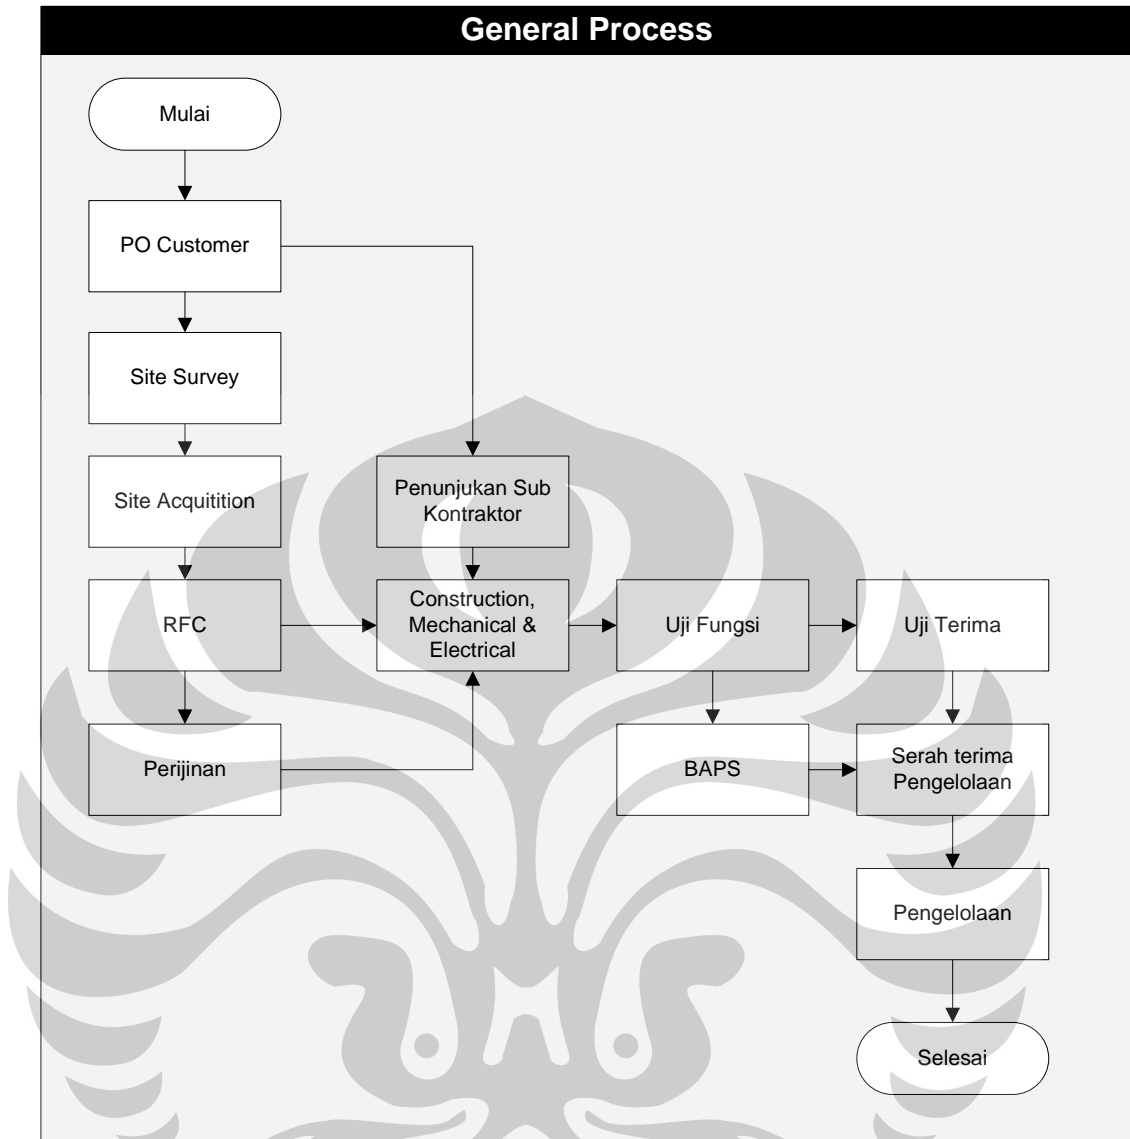 General Process
Mulai
PO Customer
Site Survey
Site Acquitition
Penunjukan Sub
Kontraktor
RFC
Construction,
Mechanical &
Electrical
Uji Fungsi
Uji Terima
Perijinan
BAPS
Serah terima
Pengelolaan
Pengelolaan
Selesai